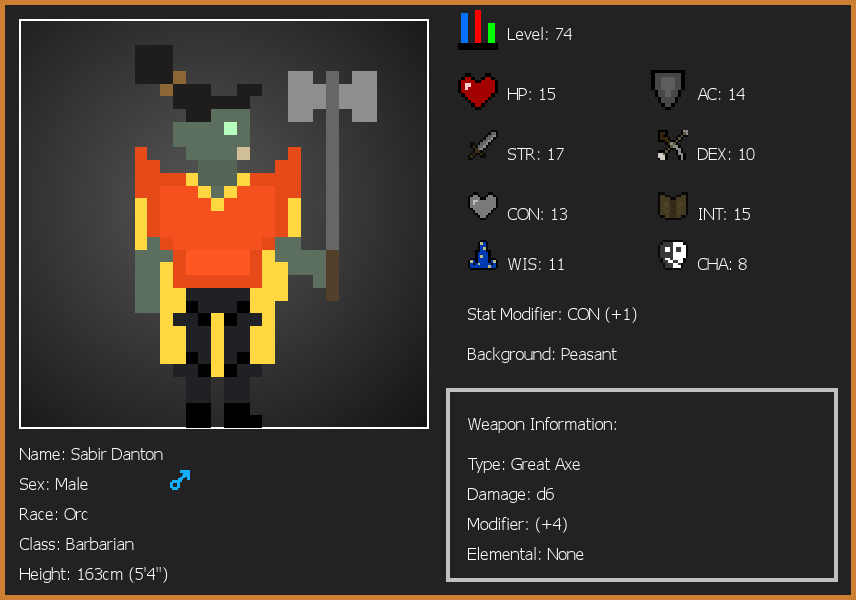 Level: 74
HP: 15
AC: 14
STR: 17
DEX: 10
CON: 13
INT: 15
WIS: 11
CHA: 8
Stat Modifier: CON (+1)
Background: Peasant
Weapon Information:
Type: Great Axe
Damage: d6
Modifier: (+4)
Elemental: None
Name: Sabir Danton
Sex: Male
Race: Orc
Class: Barbarian
Height: 163cm (5'4")